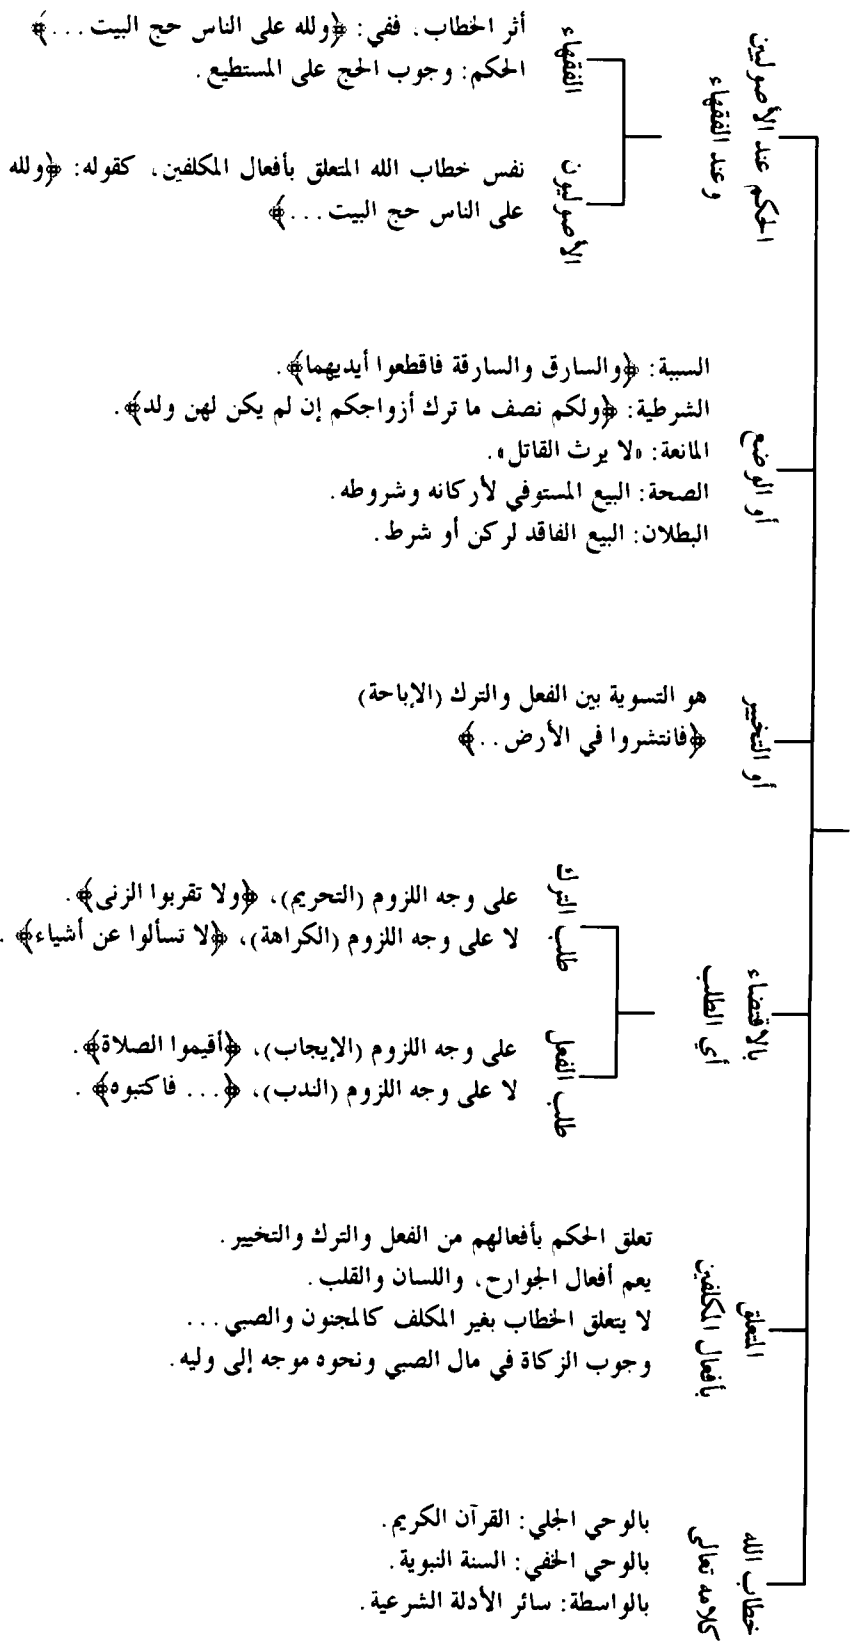 الحكم عند الأصوليين
وعند الفقهاء
الفقهاء
أثر الخطاب، ففي: ﴿ولله على الناس حج البيت...﴾
الحكم: وجوب الحج على المستطيع.
الأصوليون
نفس خطاب الله المتعلق بأفعال المكلفين، كقوله: ﴿ولله
على الناس حج البيت...﴾
أو الوضع
السببية: ﴿والسارق والسارقة فاقطعوا أيديهما﴾.
الشرطية: ﴿ولكم نصف ما ترك أزواجكم إن لم يكن لهن ولد﴾.
المانعة: «لا يرث القاتل».
الصحة: البيع المستوفي لأركانه وشروطه.
البطلان: البيع الفاقد لركن أو شرط.
أو التخيير
هو التسوية بين الفعل والترك (الإباحة)
﴿فانتشروا في الأرض..﴾
بالاقتضاء
أي الطلب
طلب الترك
على وجه اللزوم (التحريم)، ﴿ولا تقربوا الزنى﴾.
لا على وجه اللزوم (الكراهة)، ﴿لا تسألوا عن أشياء﴾.
طلب الفعل
على وجه اللزوم (الإيجاب)، ﴿أقيموا الصلاة﴾.
لا على وجه اللزوم (الندب)، ﴿... فاكتبوه﴾.
المتعلق
بأفعال المكلفين
تعلق الحكم بأفعالهم من الفعل والترك والتخيير.
يعم أفعال الجوارح، واللسان والقلب.
لا يتعلق الخطاب بغير المكلف كالمجنون والصبي...
وجوب الزكاة في مال الصبي ونحوه موجه إلى وليه.
خطاب الله
كلامه تعالى
بالوحي الجلي: القرآن الكريم.
بالوحي الخفي: السنة النبوية.
بالواسطة: سائر الأدلة الشرعية.